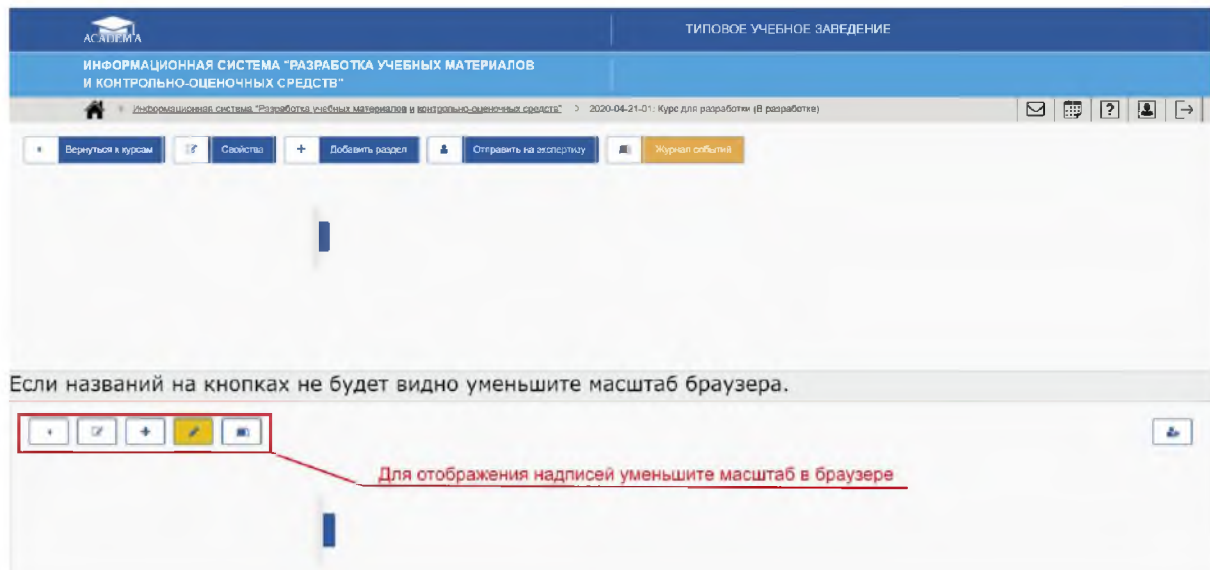 ACADEMIA
ТИПОВОЕ УЧЕБНОЕ ЗАВЕДЕНИЕ
ИНФОРМАЦИОННАЯ СИСТЕМА "РАЗРАБОТКА УЧЕБНЫХ МАТЕРИАЛОВ
И КОНТРОЛЬНО-ОЦЕНОЧНЫХ СРЕДСТВ"
Информационная система "Разработка учебных материалов и контрольно-оценочных средств" > 2020-04-21-01: Курс для разработки (В разработке)
Вернуться к курсам Свойства Добавить раздел Отправить на экспертизу Журнал событий
Если названий на кнопках не будет видно уменьшите масштаб браузера.
Для отображения надписей уменьшите масштаб в браузере